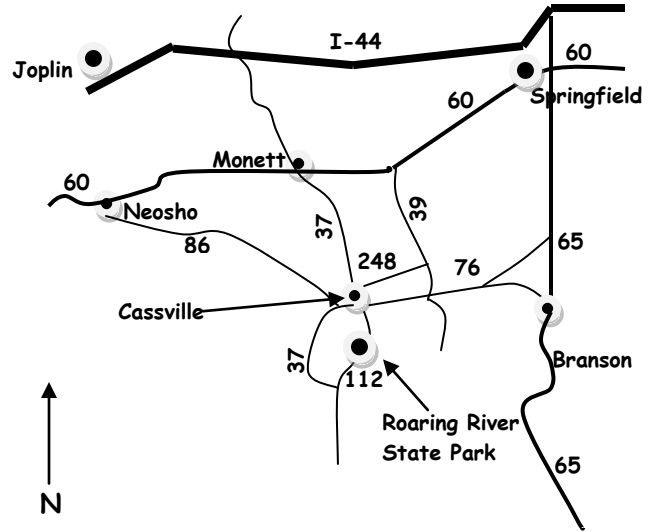 I-44
60
Joplin
Springfield
60
Monett
60
Neosho
39
37
86
65
248
76
Cassville
37
Branson
112
Roaring River
State Park
65
N